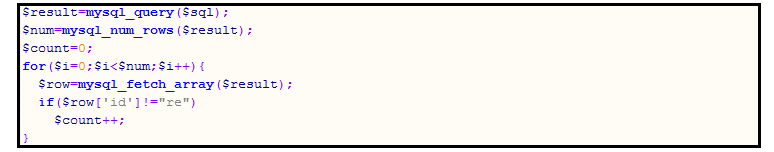 $result=mysql_query($sql);
$num=mysql_num_rows($result);
$count=0;
for($i=0;$i<$num;$i++){
  $row=mysql_fetch_array($result);
  if($row['id']!="re")
    $count++;
}